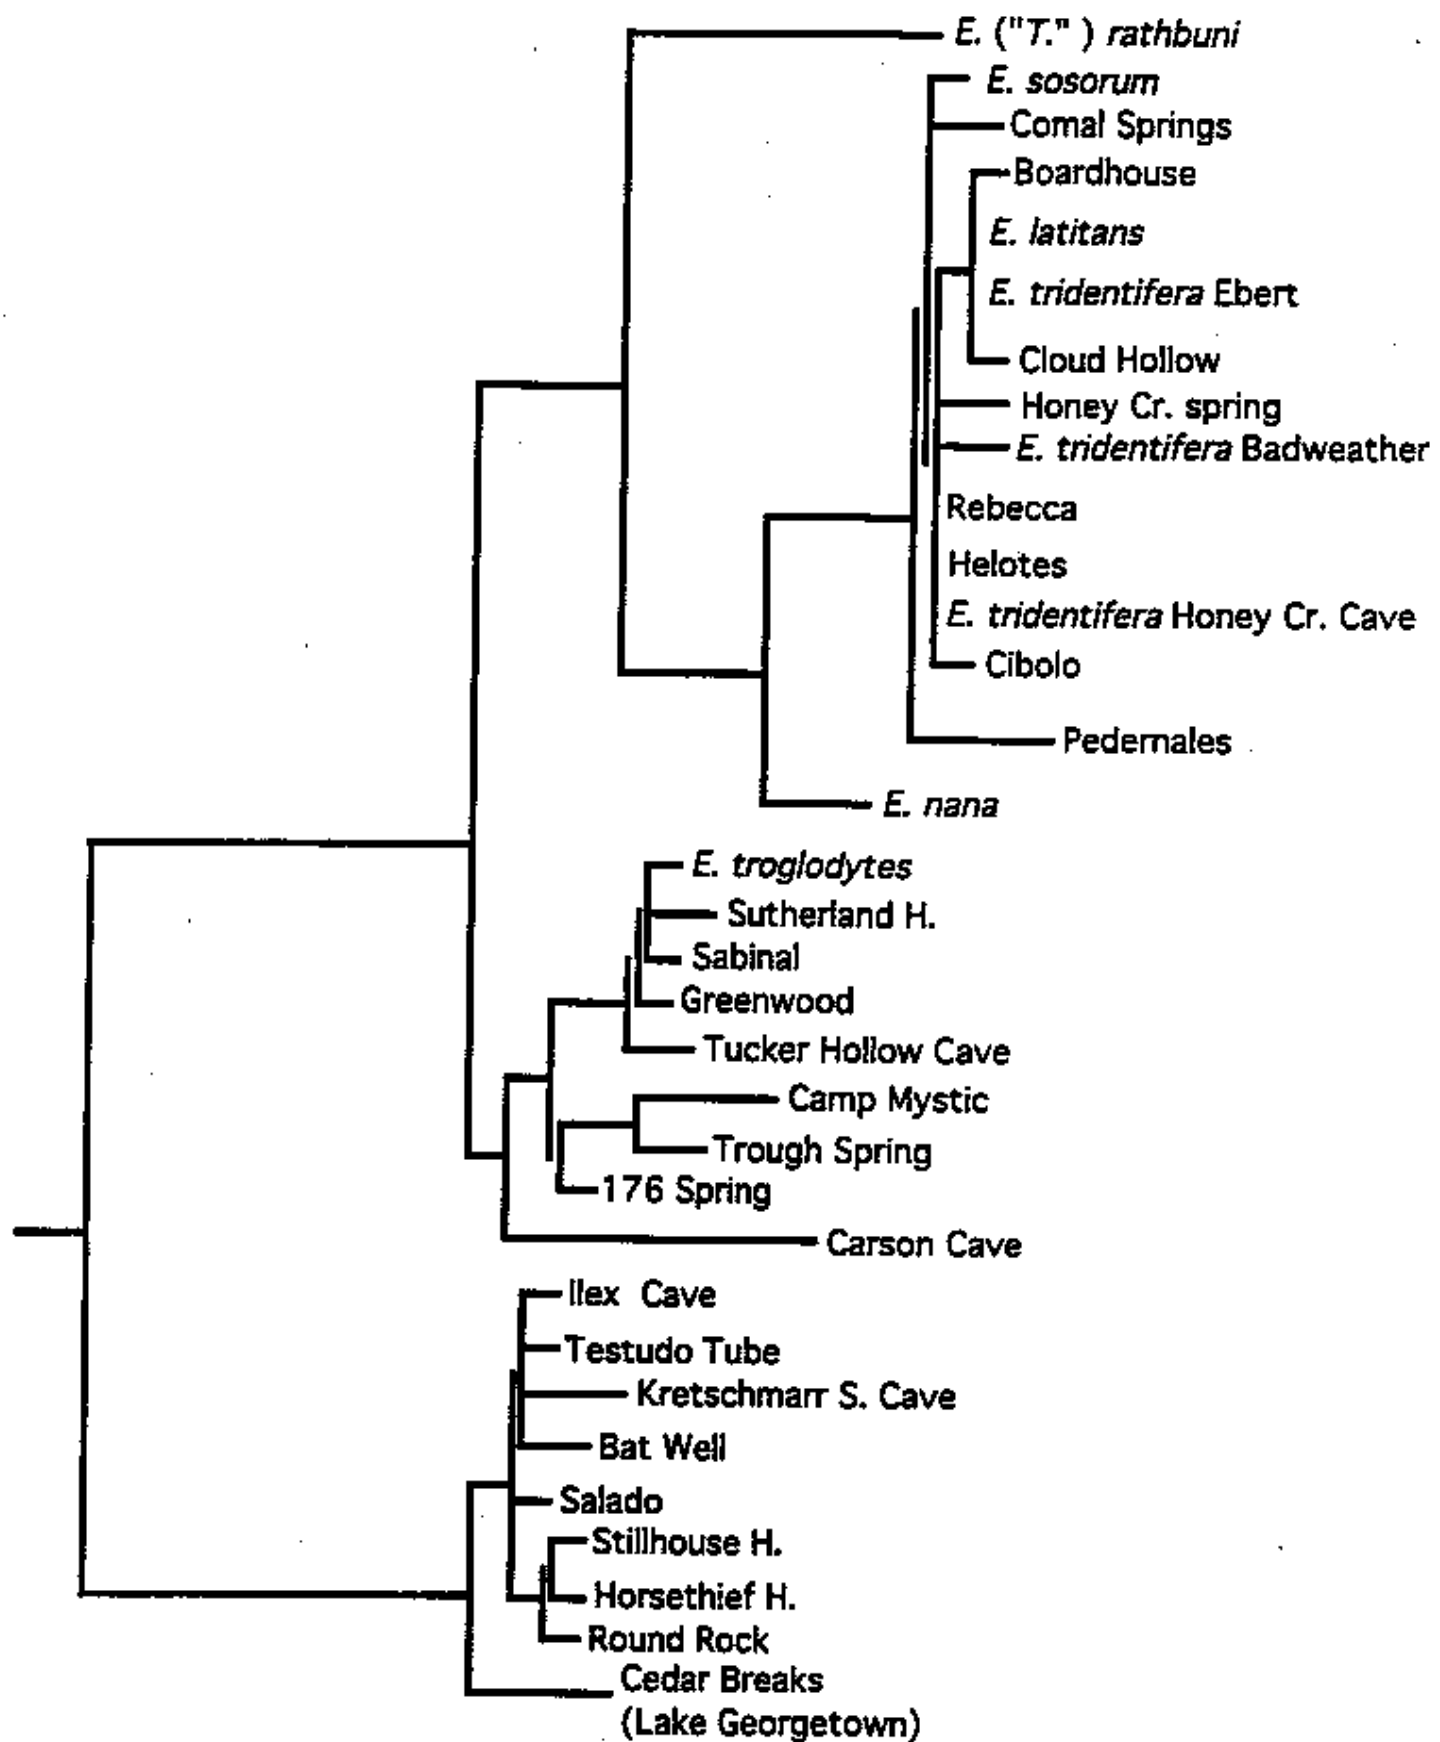 E. ("T." ) rathbuni
E. sosorum
Comal Springs
Boardhouse
E. latitans
E. tridentifera Ebert
Cloud Hollow
Honey Cr. spring
E. tridentifera Badweather
Rebecca
Helotes
E. tridentifera Honey Cr. Cave
Cibolo
Pedernales
E. nana
E. troglodytes
Sutherland H.
Sabinal
Greenwood
Tucker Hollow Cave
Camp Mystic
Trough Spring
176 Spring
Carson Cave
Ilex Cave
Testudo Tube
Kretschmarr S. Cave
Bat Well
Salado
Stillhouse H.
Horsethief H.
Round Rock
Cedar Breaks
(Lake Georgetown)